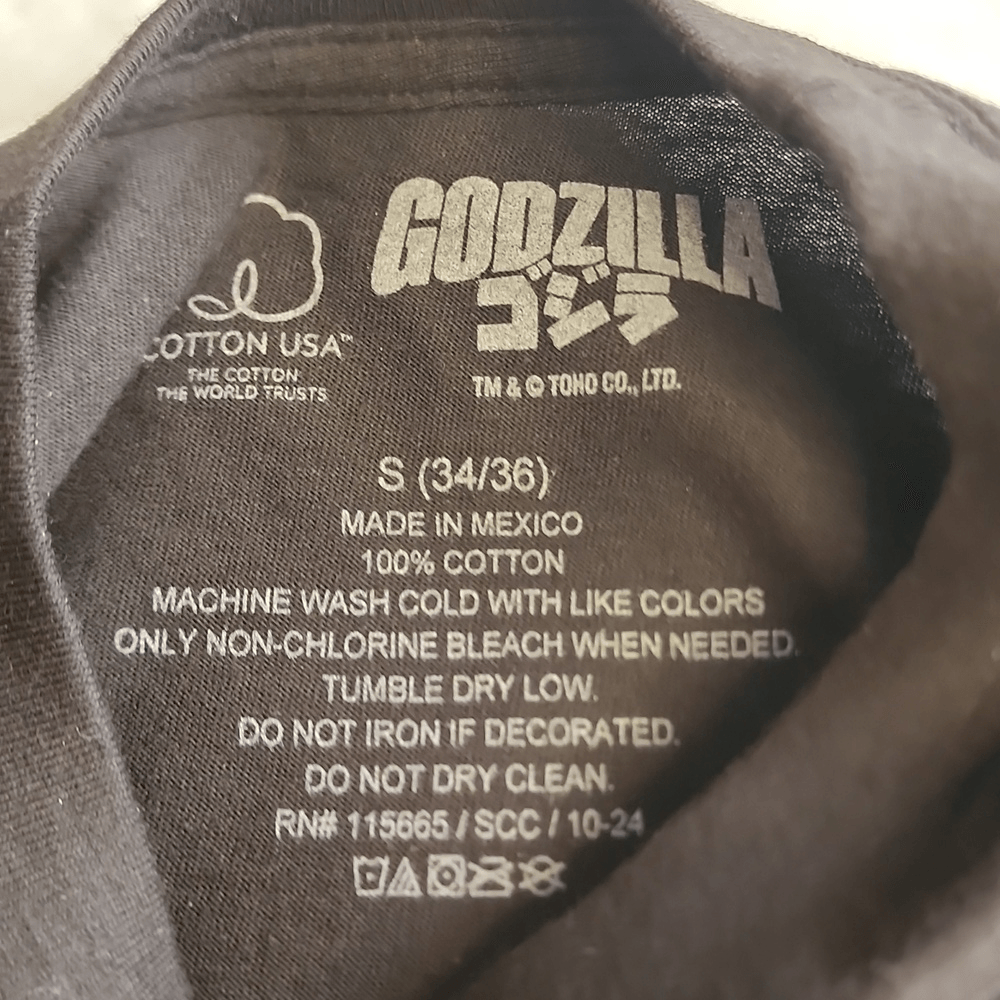 GODZILLA
ゴジラ
TM & © TOHO CO., LTD.
COTTON USA™
THE COTTON
THE WORLD TRUSTS
S (34/36)
MADE IN MEXICO
100% COTTON
MACHINE WASH COLD WITH LIKE COLORS
ONLY NON-CHLORINE BLEACH WHEN NEEDED.
TUMBLE DRY LOW.
DO NOT IRON IF DECORATED.
DO NOT DRY CLEAN.
RN# 115665 / SCC / 10-24